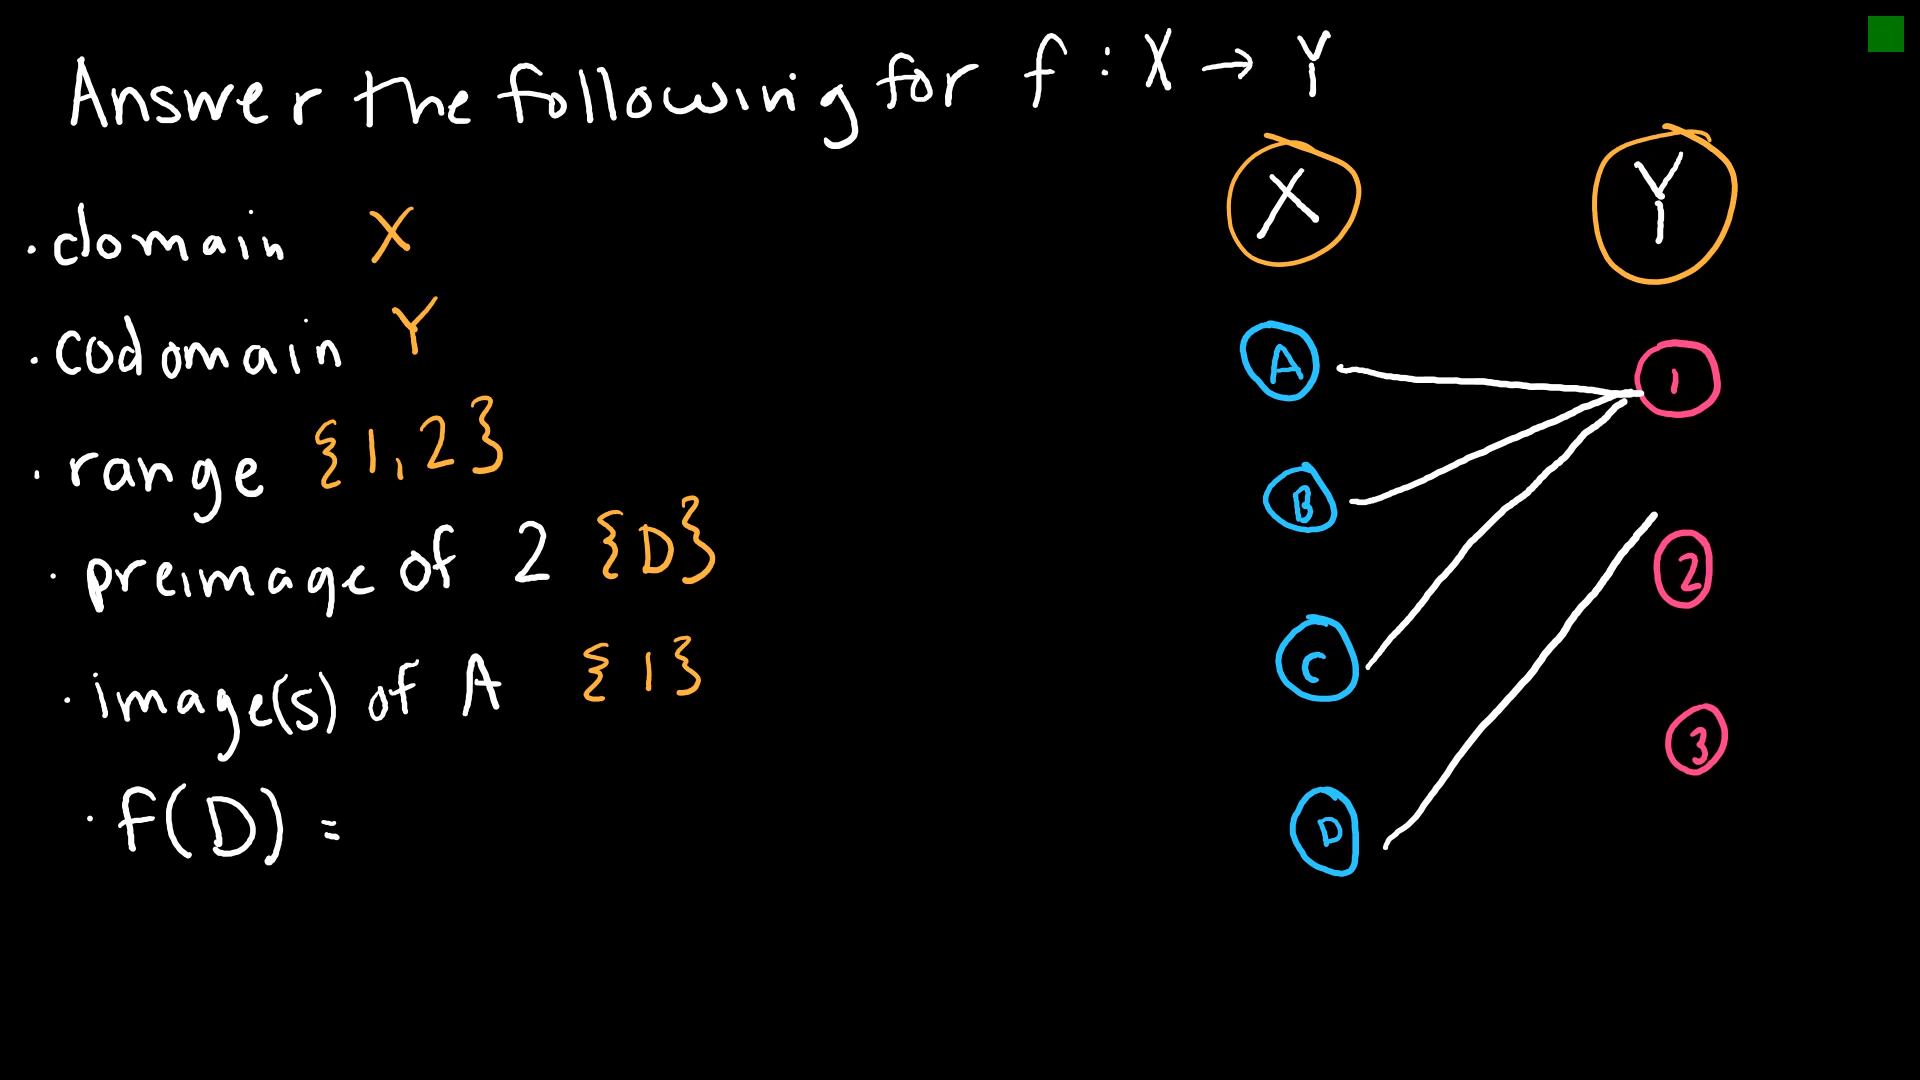 Answer the following for f : X → Y
X Y
· domain X
· codomain Y
· range {1,2}
· preimage of 2 {D}
· image(s) of A {1}
· f(D) =
A 1
B
2
C
3
D